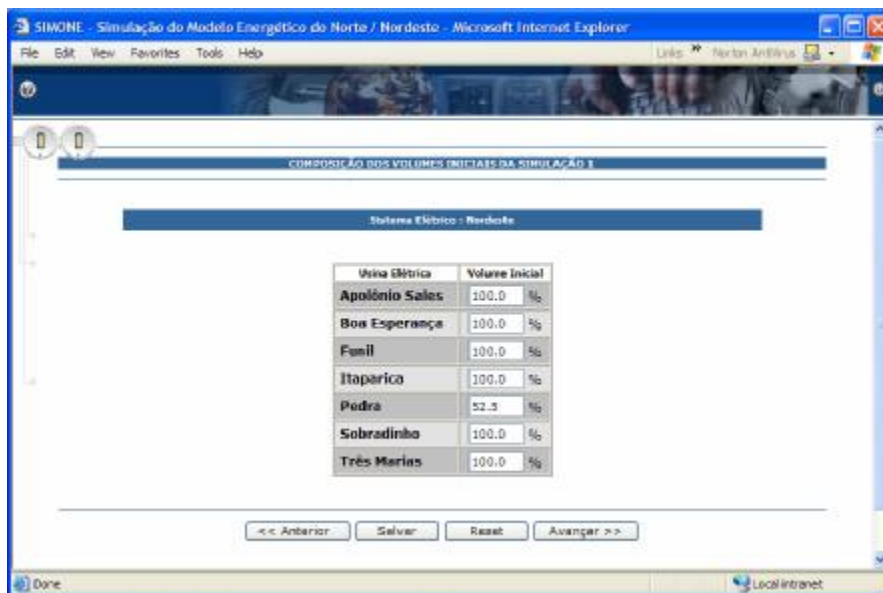 SIMONE - Simulação do Modelo Energético do Norte / Nordeste - Microsoft Internet Explorer
File Edit View Favorites Tools Help Links » Norton AntiVirus
COMPOSIÇÃO DOS VOLUMES INICIAIS DA SIMULAÇÃO 1
Sistema Elétrico : Nordeste
Usina Elétrica Volume Inicial
Apolônio Sales 100.0 %
Boa Esperança 100.0 %
Funil 100.0 %
Itaparica 100.0 %
Pedra 52.5 %
Sobradinho 100.0 %
Três Marias 100.0 %
<< Anterior Salvar Reset Avançar >>
Done Local intranet